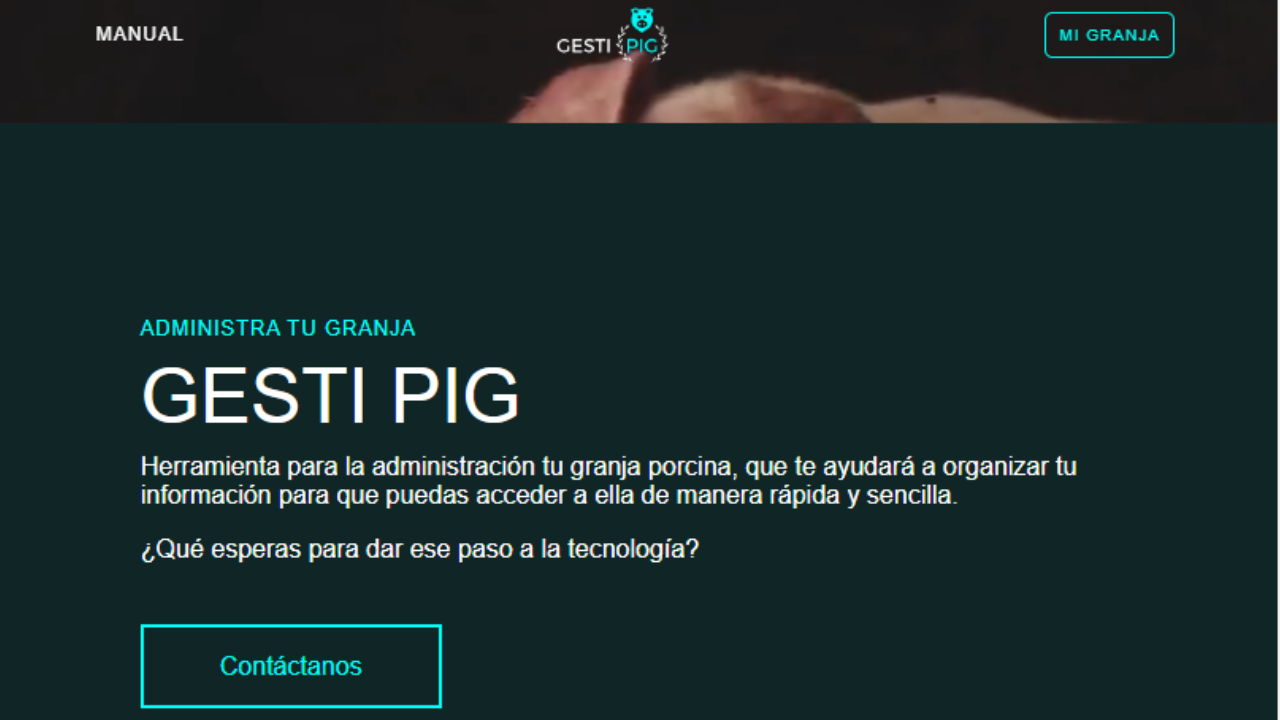 MANUAL
GESTI PIG
MI GRANJA
ADMINISTRA TU GRANJA
GESTI PIG
Herramienta para la administración tu granja porcina, que te ayudará a organizar tu
información para que puedas acceder a ella de manera rápida y sencilla.
¿Qué esperas para dar ese paso a la tecnología?
Contáctanos